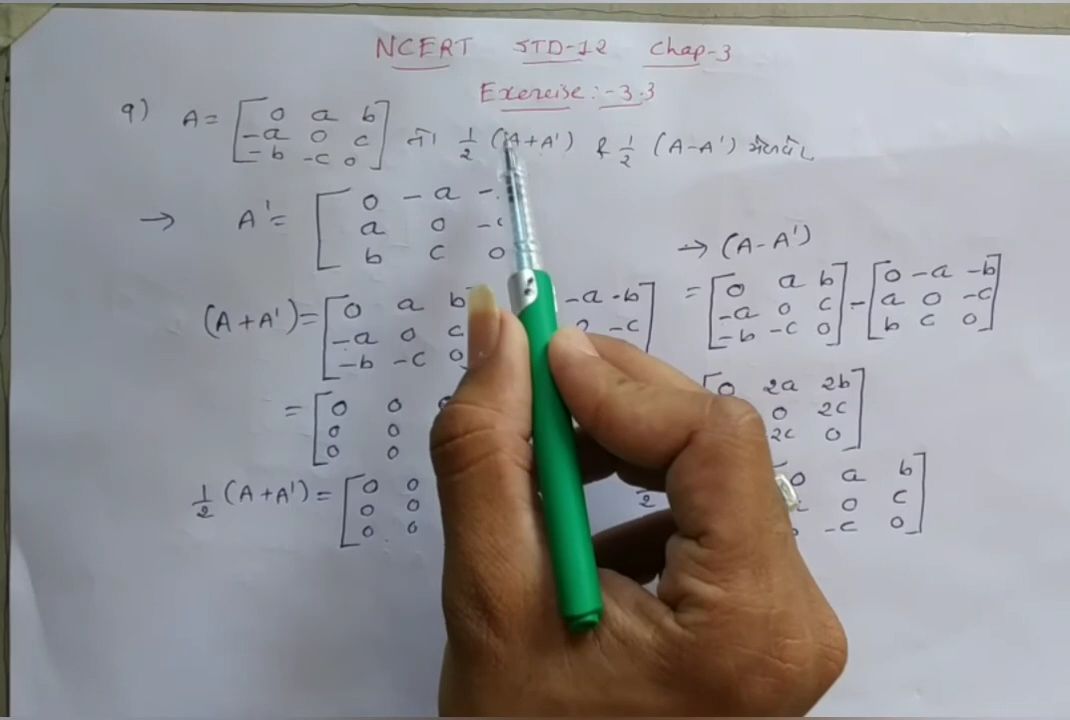 NCERT STD-12 Chap-3
Exercise:-3.3
9) A = [0 a b
-a 0 c
-b -c 0] તો 1/2 (A+A') & 1/2 (A-A') મેળવો.
→ A' = [0 -a -
a 0 -c
b c 0
(A+A') = [0 a b
-a 0 c
-b -c 0 -a -b
-c]
= [0 0 0
0 0
0 0
1/2 (A+A') = [0 0
0 0
0 0
→ (A-A')
= [0 a b
-a 0 c
-b -c 0] - [0 -a -b
a 0 -c
b c 0]
[0 2a 2b
0 2c
2c 0]
2 0 a b
0 c
-c 0]